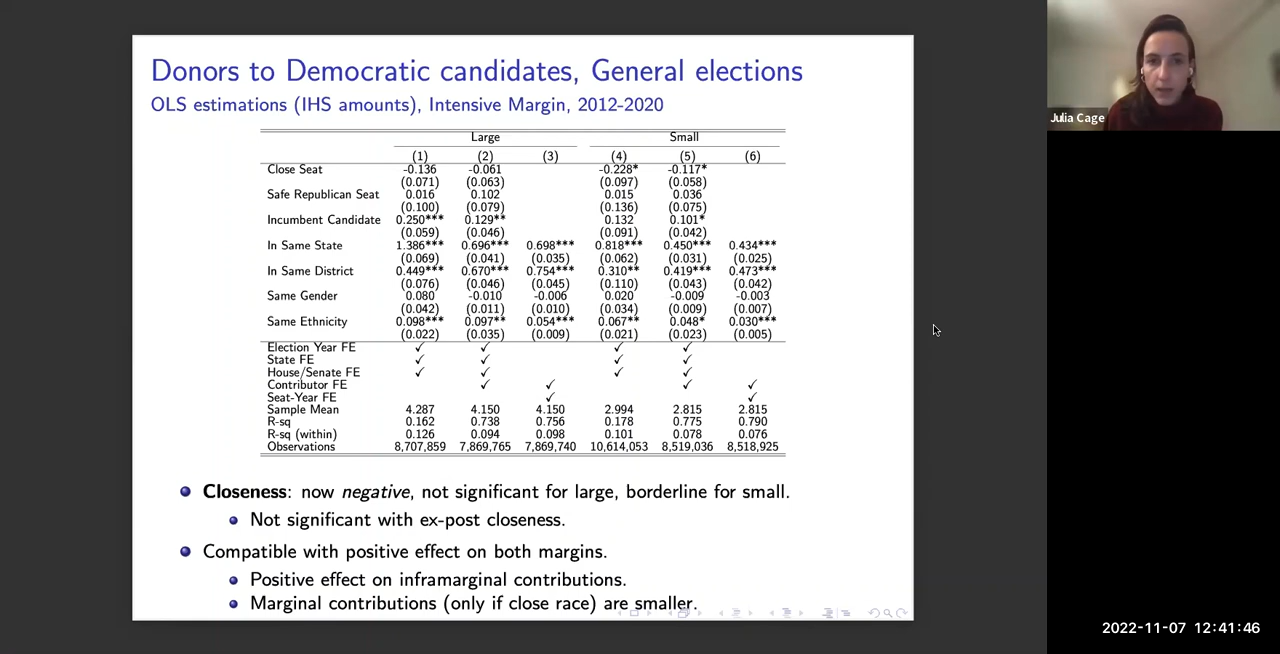 Donors to Democratic candidates, General elections
OLS estimations (IHS amounts), Intensive Margin, 2012-2020
Large Small
(1) (2) (3) (4) (5) (6)
Close Seat -0.136 -0.061 -0.228* -0.117*
(0.071) (0.063) (0.097) (0.058)
Safe Republican Seat 0.016 0.102 0.015 0.036
(0.100) (0.079) (0.136) (0.075)
Incumbent Candidate 0.250*** 0.129** 0.132 0.101*
(0.059) (0.046) (0.091) (0.042)
In Same State 1.386*** 0.696*** 0.698*** 0.818*** 0.450*** 0.434***
(0.069) (0.041) (0.035) (0.062) (0.031) (0.025)
In Same District 0.449*** 0.670*** 0.754*** 0.310** 0.419*** 0.473***
(0.076) (0.046) (0.045) (0.110) (0.043) (0.042)
Same Gender 0.080 -0.010 -0.006 0.020 -0.009 -0.003
(0.042) (0.011) (0.010) (0.034) (0.009) (0.007)
Same Ethnicity 0.098*** 0.097** 0.054*** 0.067** 0.048* 0.030***
(0.022) (0.035) (0.009) (0.021) (0.023) (0.005)
Election Year FE ✓ ✓ ✓ ✓
State FE ✓ ✓ ✓ ✓
House/Senate FE ✓ ✓ ✓ ✓
Contributor FE ✓ ✓ ✓ ✓
Seat-Year FE ✓ ✓
Sample Mean 4.287 4.150 4.150 2.994 2.815 2.815
R-sq 0.162 0.738 0.756 0.178 0.775 0.790
R-sq (within) 0.126 0.094 0.098 0.101 0.078 0.076
Observations 8,707,859 7,869,765 7,869,740 10,614,053 8,519,036 8,518,925
Closeness: now negative, not significant for large, borderline for small.
Not significant with ex-post closeness.
Compatible with positive effect on both margins.
Positive effect on inframarginal contributions.
Marginal contributions (only if close race) are smaller.
Julia Cage
2022-11-07 12:41:46